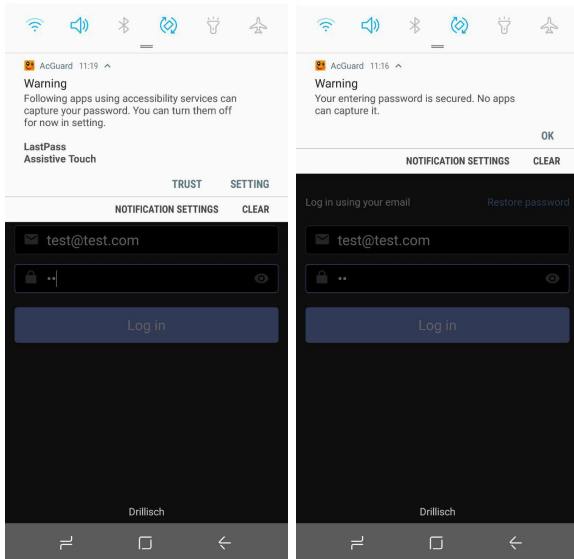 AcGuard 11:19
Warning
Following apps using accessibility services can
capture your password. You can turn them off
for now in setting.
LastPass
Assistive Touch
TRUST SETTING
NOTIFICATION SETTINGS CLEAR
test@test.com
••
Log in
Drillisch
AcGuard 11:16
Warning
Your entering password is secured. No apps
can capture it.
OK
NOTIFICATION SETTINGS CLEAR
Log in using your email Restore password
test@test.com
••
Log in
Drillisch